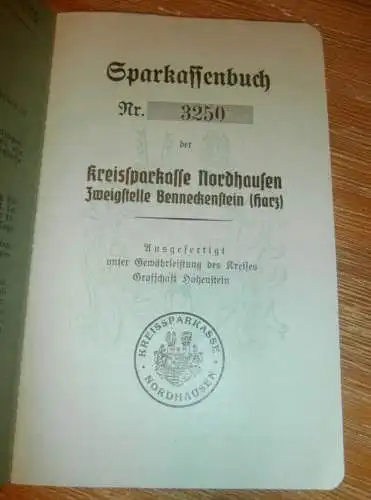 Sparkassenbuch
Nr. 3250
der
Kreissparkasse Nordhausen
Zweigstelle Benneckenstein (Harz)
Ausgefertigt
unter Gewährleistung des Kreises
Grafschaft Hohenstein
KREISSPARKASSE
NORDHAUSEN